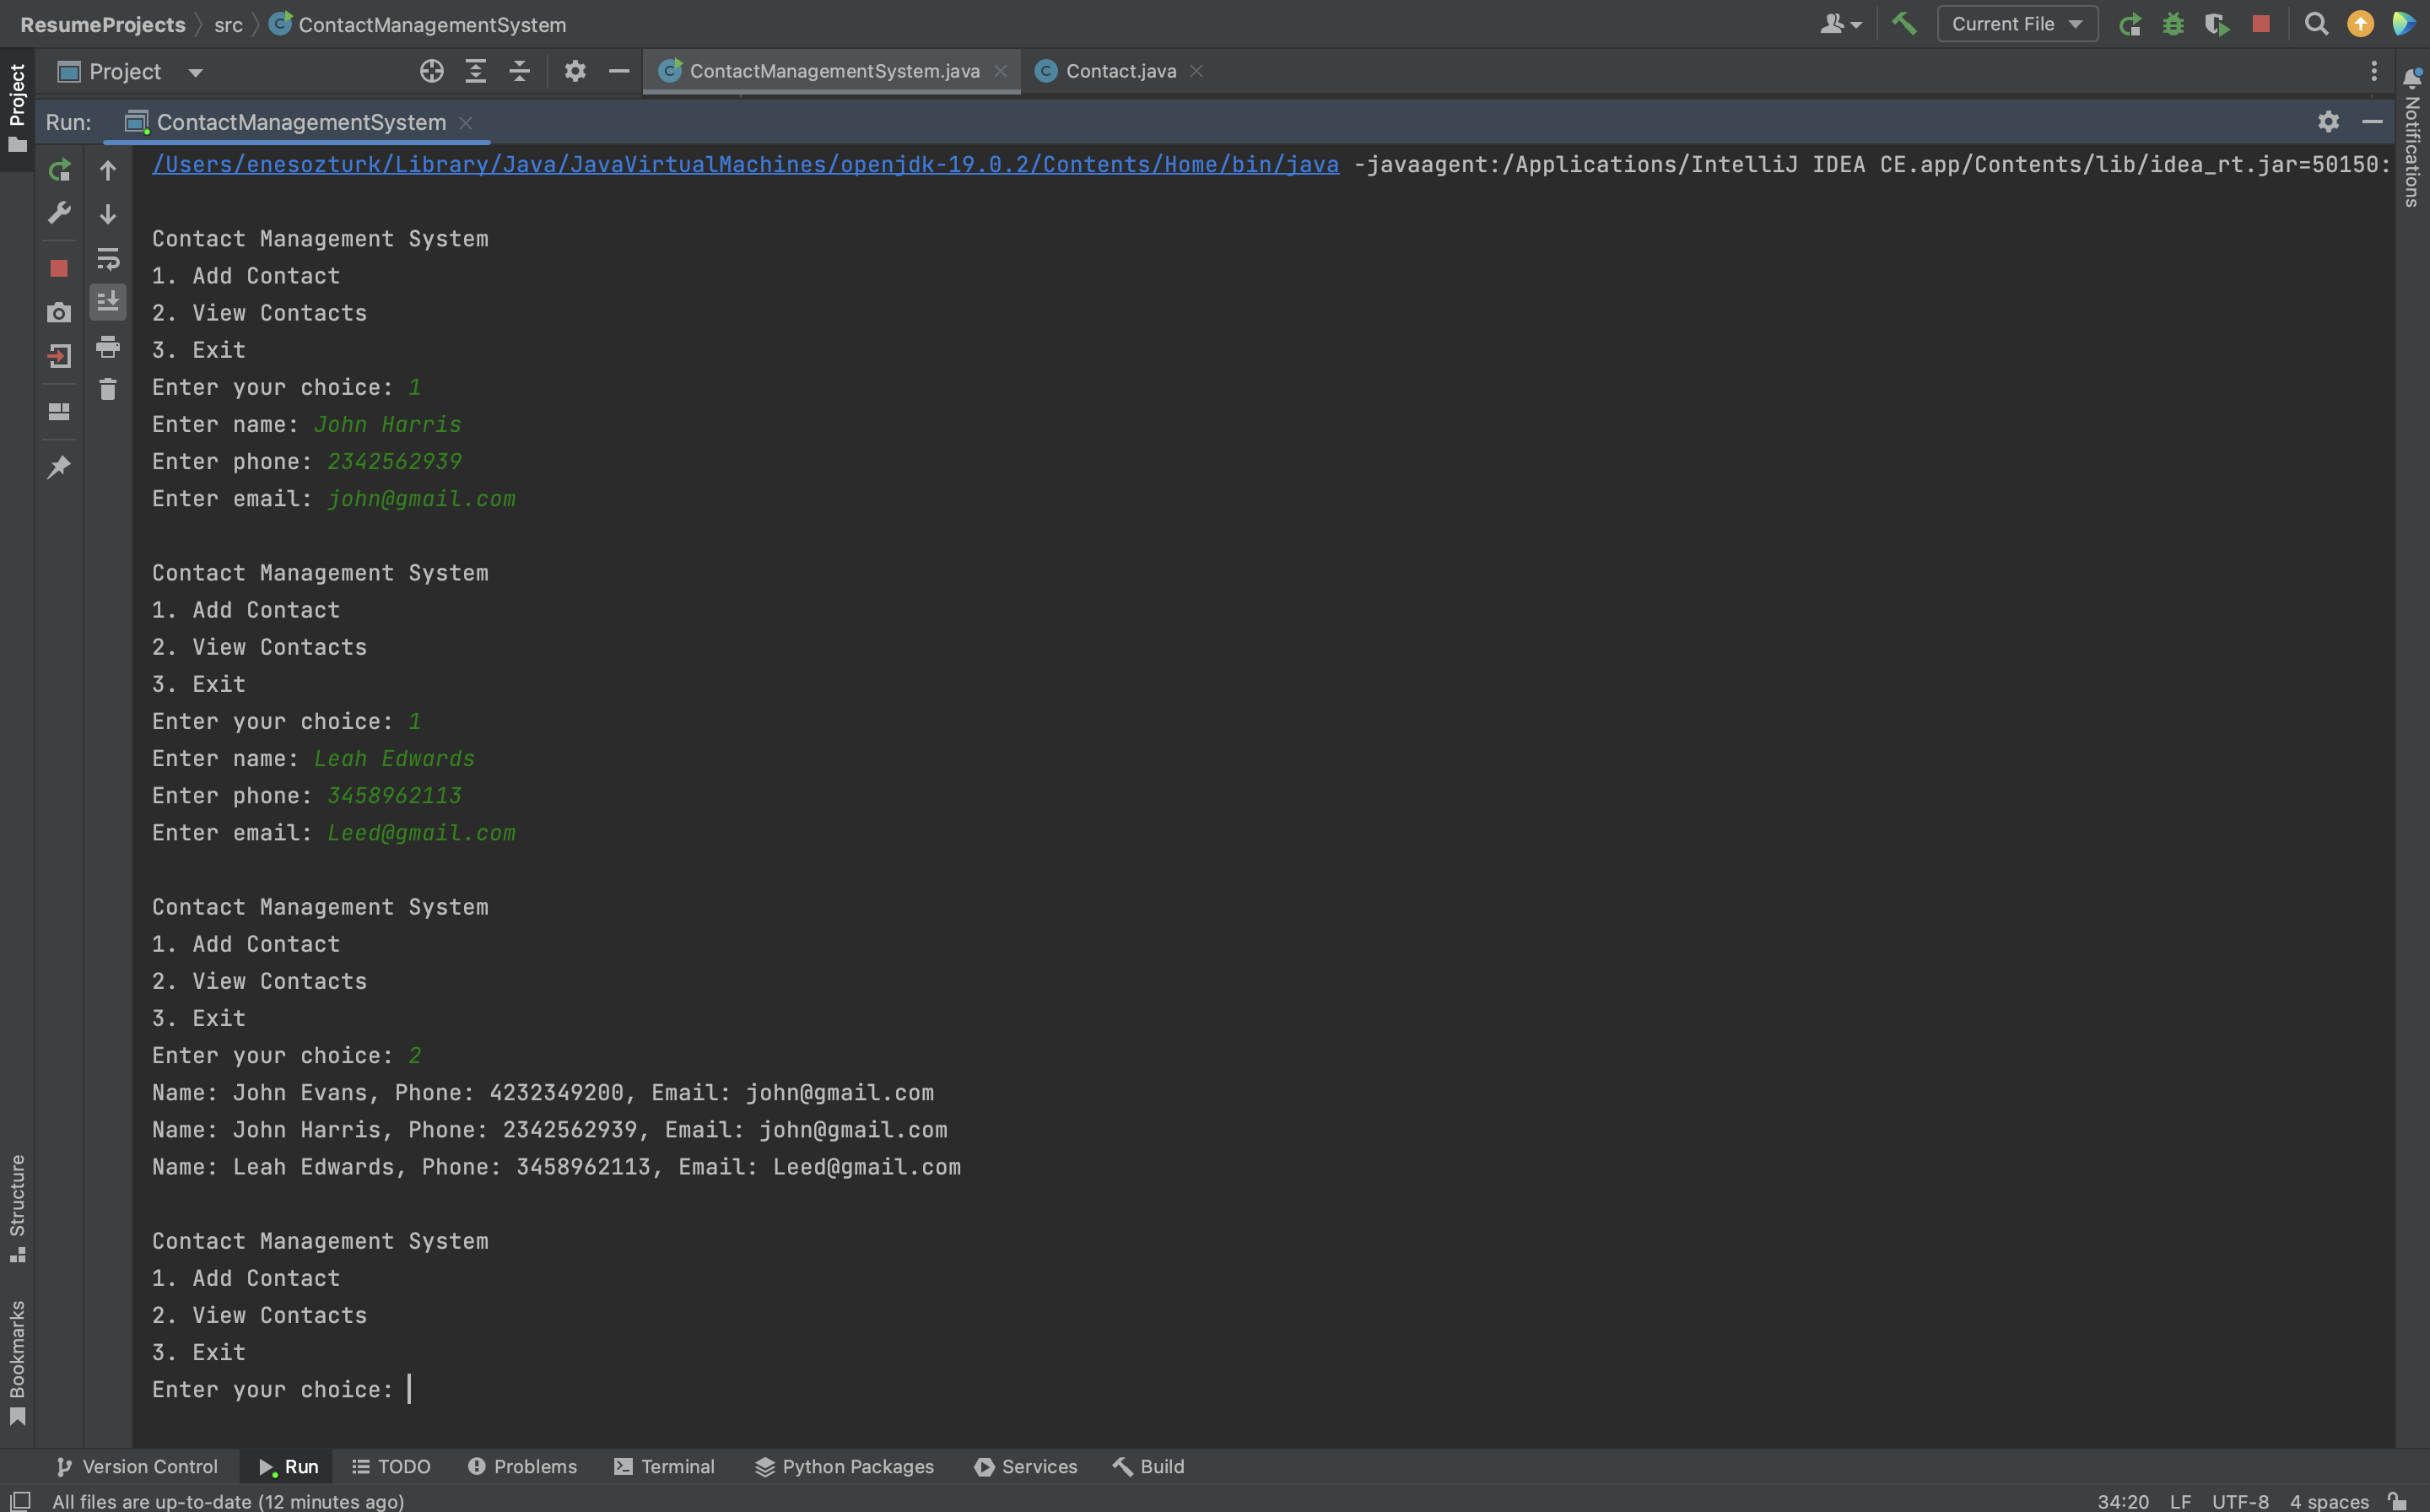 ResumeProjects src ContactManagementSystem Current File
Project ContactManagementSystem.java Contact.java
Run: ContactManagementSystem
/Users/enesozturk/Library/Java/JavaVirtualMachines/openjdk-19.0.2/Contents/Home/bin/java -javaagent:/Applications/IntelliJ IDEA CE.app/Contents/lib/idea_rt.jar=50150:
Contact Management System
1. Add Contact
2. View Contacts
3. Exit
Enter your choice: 1
Enter name: John Harris
Enter phone: 2342562939
Enter email: john@gmail.com
Contact Management System
1. Add Contact
2. View Contacts
3. Exit
Enter your choice: 1
Enter name: Leah Edwards
Enter phone: 3458962113
Enter email: Leed@gmail.com
Contact Management System
1. Add Contact
2. View Contacts
3. Exit
Enter your choice: 2
Name: John Evans, Phone: 4232349200, Email: john@gmail.com
Name: John Harris, Phone: 2342562939, Email: john@gmail.com
Name: Leah Edwards, Phone: 3458962113, Email: Leed@gmail.com
Contact Management System
1. Add Contact
2. View Contacts
3. Exit
Enter your choice:
Project
Structure
Bookmarks
Notifications
Version Control Run TODO Problems Terminal Python Packages Services Build
All files are up-to-date (12 minutes ago) 34:20 LF UTF-8 4 spaces